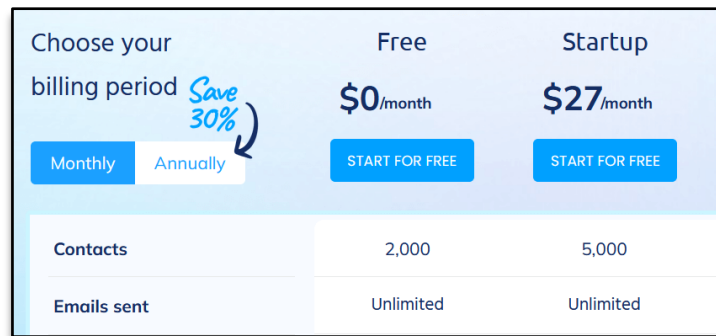 Choose your
billing period
Save
30%
Monthly
Annually
Free
Startup
$0/month
$27/month
START FOR FREE
START FOR FREE
Contacts
2,000
5,000
Emails sent
Unlimited
Unlimited